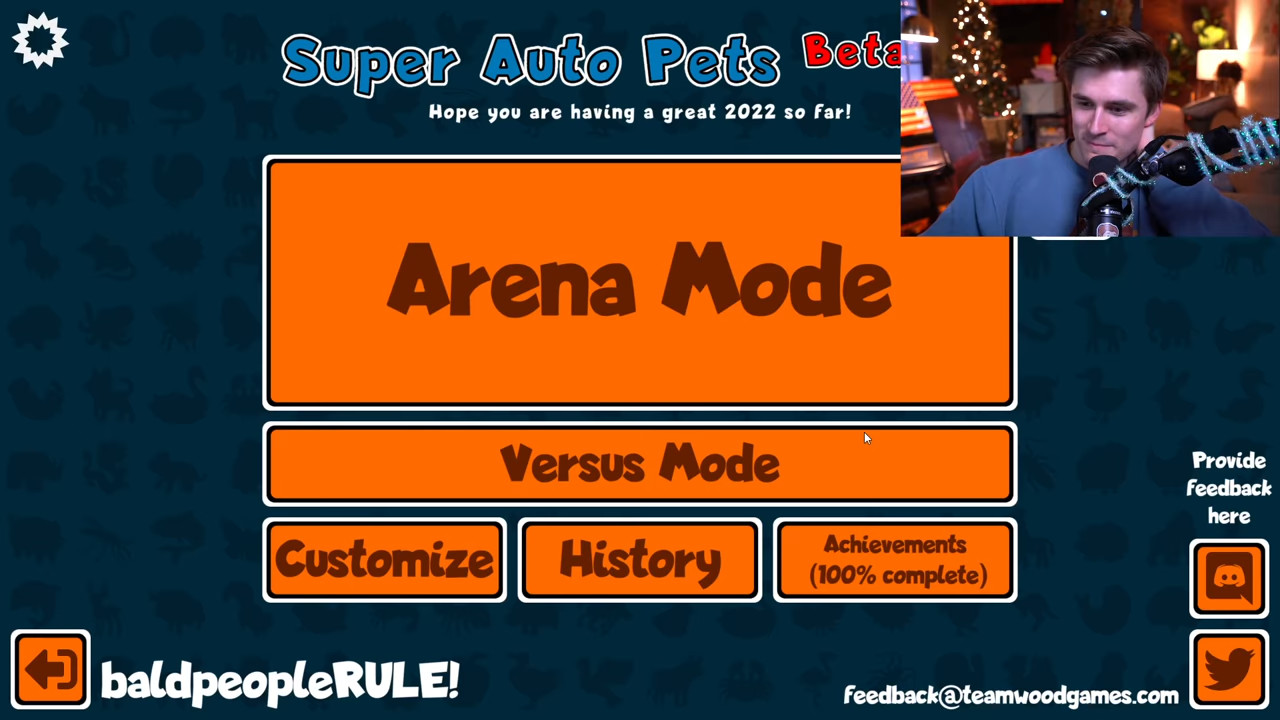 Super Auto Pets Beta
Hope you are having a great 2022 so far!
Arena Mode
Versus Mode
Customize
History
Achievements
(100% complete)
Provide
feedback
here
baldpeopleRULE!
feedback@teamwoodgames.com